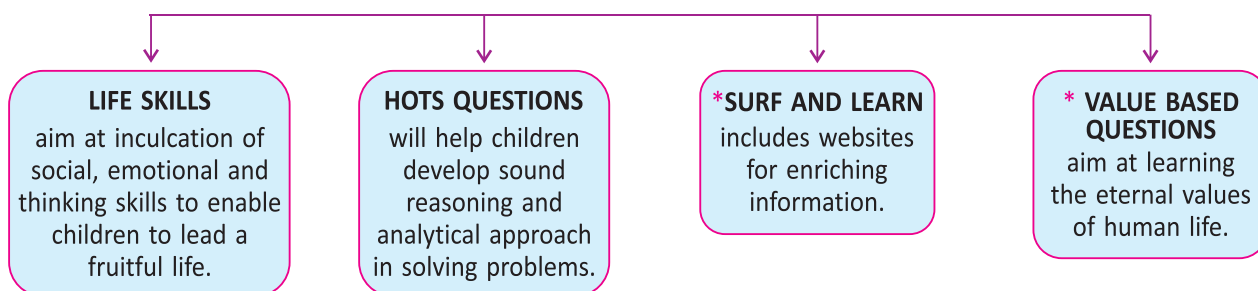 LIFE SKILLS
aim at inculcation of
social, emotional and
thinking skills to enable
children to lead a
fruitful life.
HOTS QUESTIONS
will help children
develop sound
reasoning and
analytical approach
in solving problems.
*SURF AND LEARN
includes websites
for enriching
information.
* VALUE BASED
QUESTIONS
aim at learning
the eternal values
of human life.